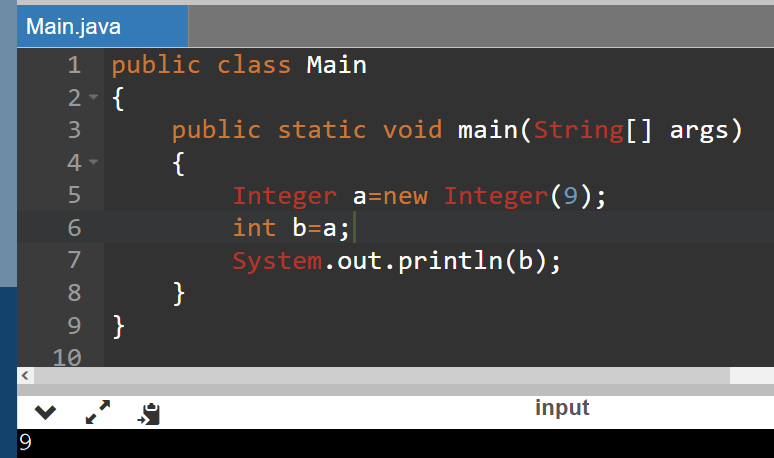 Main.java
1 public class Main
2 {
3     public static void main(String[] args)
4     {
5         Integer a=new Integer(9);
6         int b=a;
7         System.out.println(b);
8     }
9 }
10
input
9